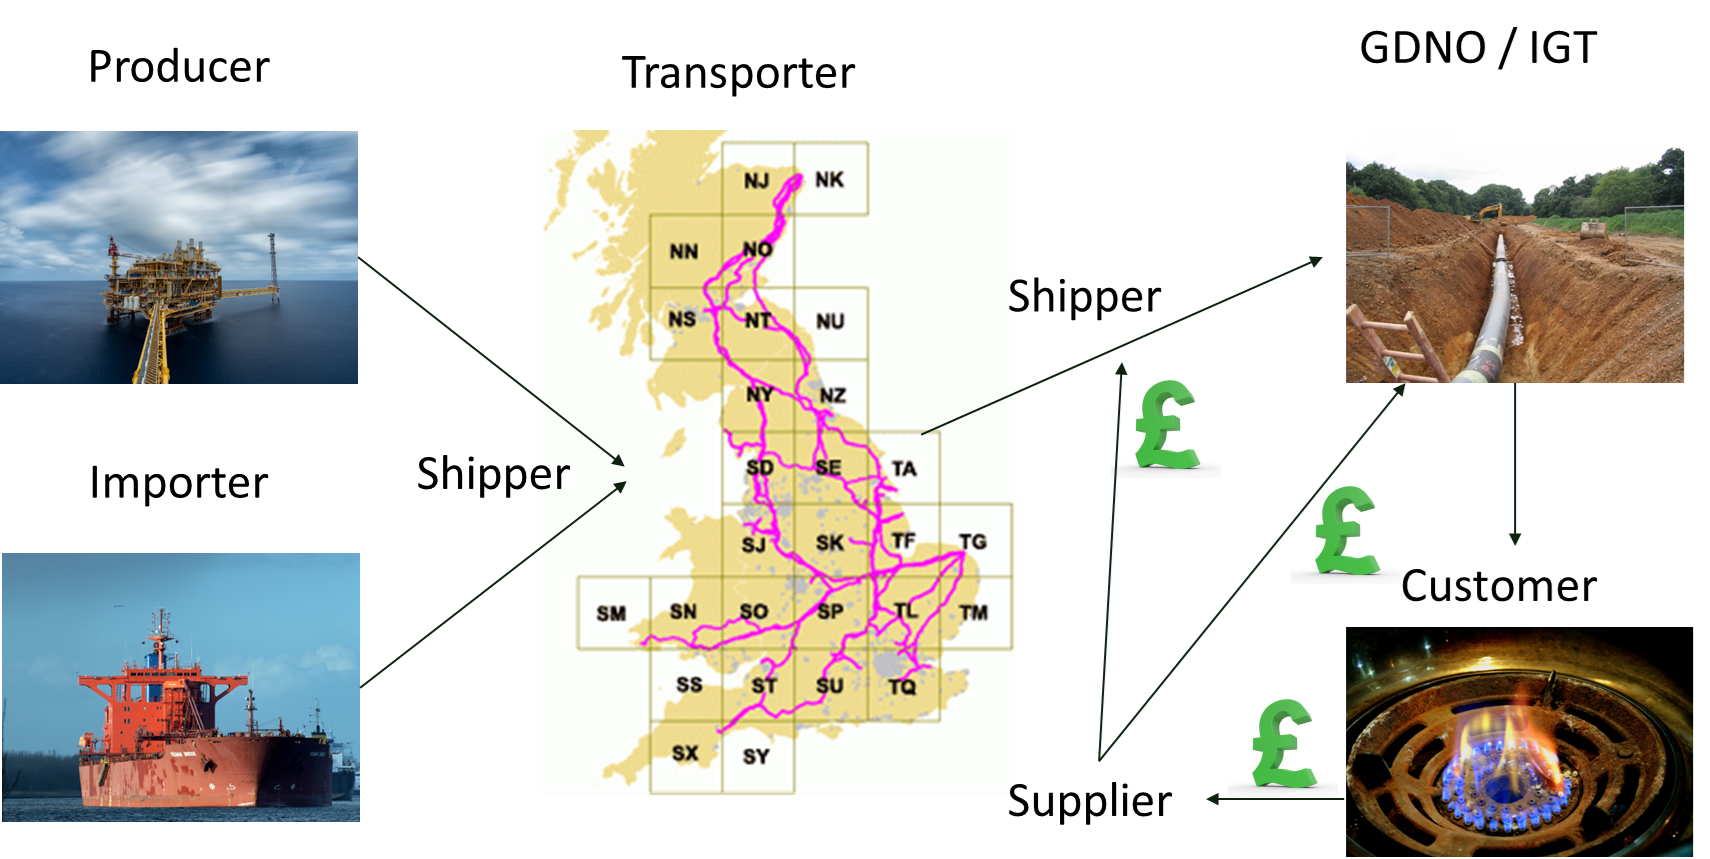 Producer
Transporter
GDNO / IGT
NJ NK
NN NO
Shipper
NS NT NU
NY NZ
Importer
Shipper
SD SE TA
£
SJ SK TF TG
£
Customer
SM SN SO SP TL TM
SS ST SU TQ
SX SY
£
Supplier